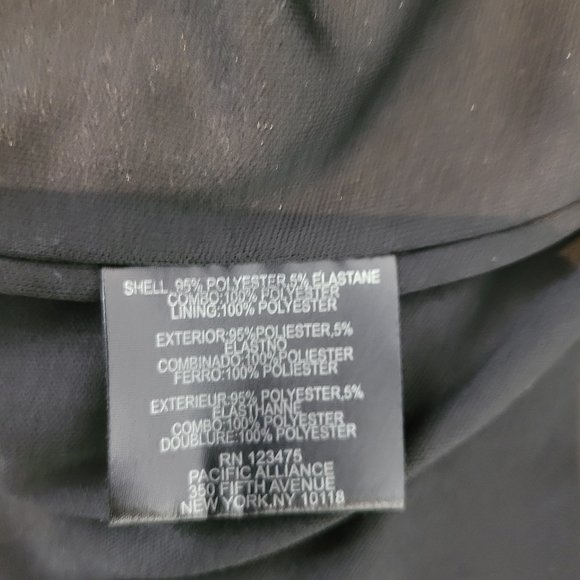 SHELL 95% POLYESTER,5% ELASTANE
COMBO:100% POLYESTER
LINING:100% POLYESTER
EXTERIOR:95%POLIESTER,5%
ELASTNO
COMBINADO:100%POLIESTER
FERRO:100% POLIESTER
EXTERIEUR:95% POLYESTER,5%
ELASTHANNE
COMBO:100% POLYESTER
DOUBLURE:100% POLYESTER
RN 123475
PACIFIC ALLIANCE
350 FIFTH AVENUE
NEW YORK,NY 10118